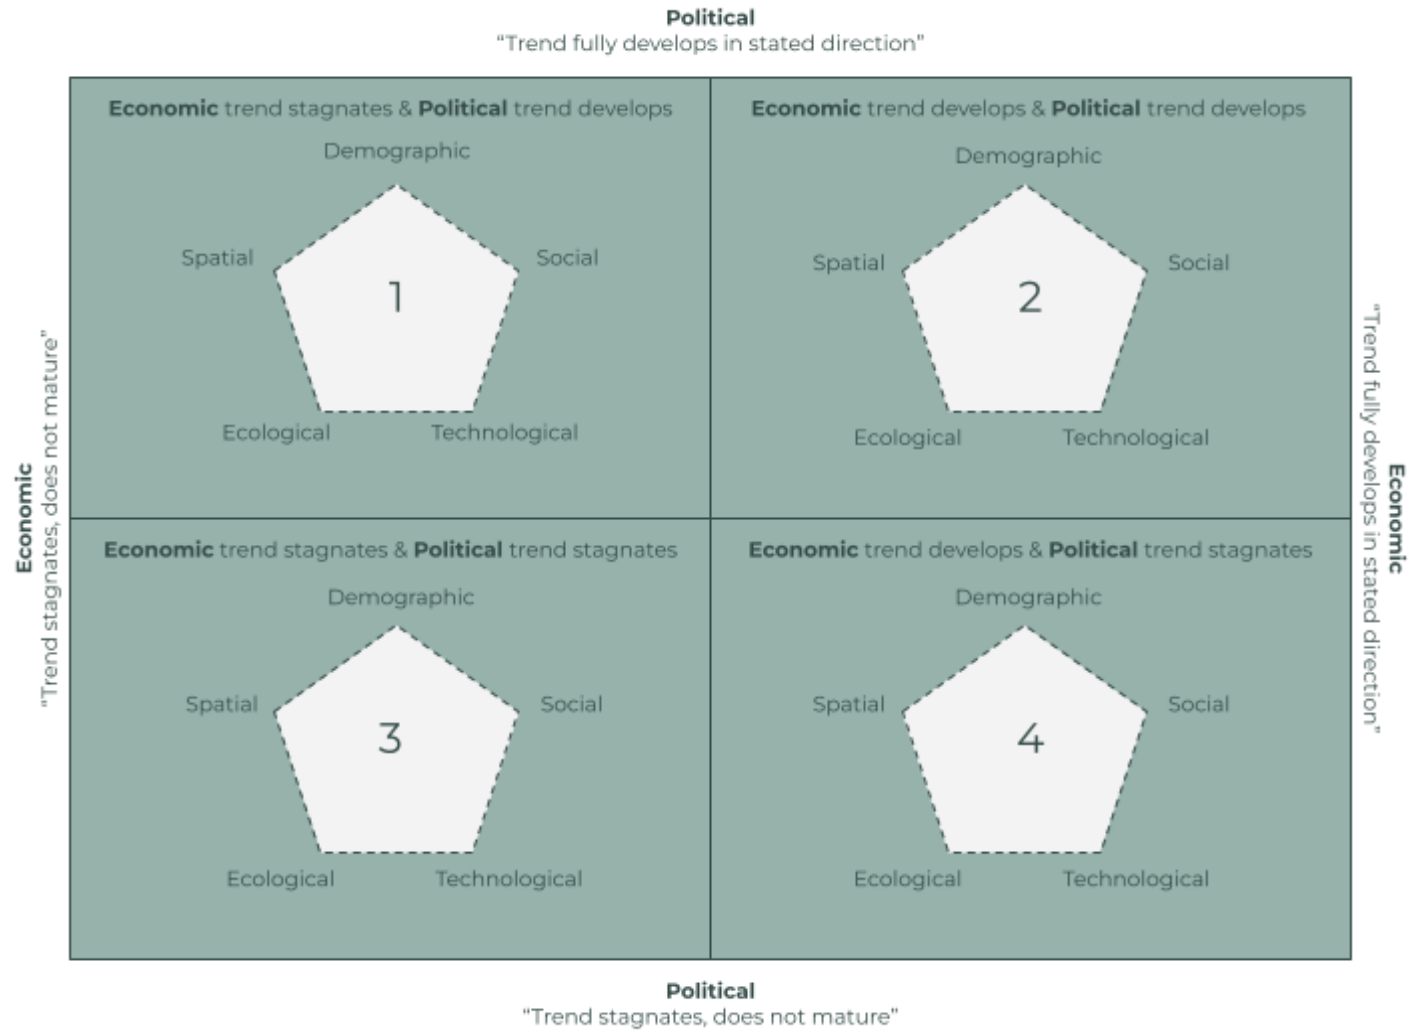 Political
“Trend fully develops in stated direction”
Economic trend stagnates & Political trend develops
Demographic
Spatial
Social
1
Ecological
Technological
Economic trend develops & Political trend develops
Demographic
Spatial
Social
2
Ecological
Technological
Economic
“Trend stagnates, does not mature”
Economic
“Trend fully develops in stated direction”
Economic trend stagnates & Political trend stagnates
Demographic
Spatial
Social
3
Ecological
Technological
Economic trend develops & Political trend stagnates
Demographic
Spatial
Social
4
Ecological
Technological
Political
“Trend stagnates, does not mature”